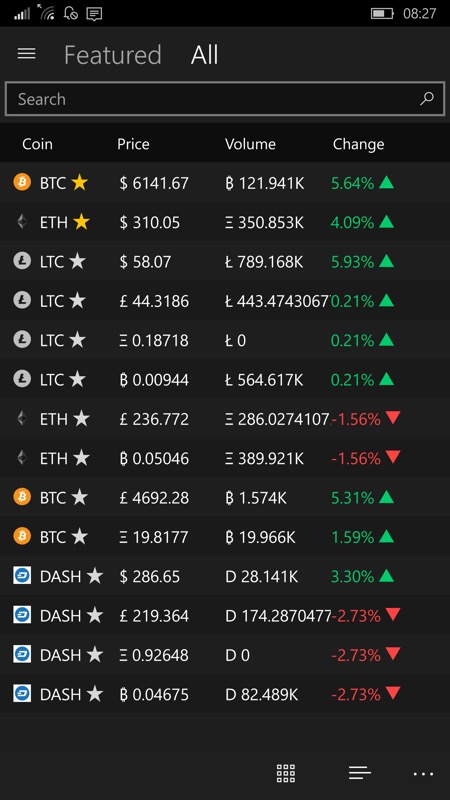 08:27
Featured All
Search
Coin Price Volume Change
BTC $ 6141.67 ฿ 121.941K 5.64%
ETH $ 310.05 Ξ 350.853K 4.09%
LTC $ 58.07 Ł 789.168K 5.93%
LTC £ 44.3186 Ł 443.4743067 0.21%
LTC Ξ 0.18718 Ł 0 0.21%
LTC ฿ 0.00944 Ł 564.617K 0.21%
ETH £ 236.772 Ξ 286.0274107 -1.56%
ETH ฿ 0.05046 Ξ 389.921K -1.56%
BTC £ 4692.28 ฿ 1.574K 5.31%
BTC Ξ 19.8177 ฿ 19.966K 1.59%
DASH $ 286.65 D 28.141K 3.30%
DASH £ 219.364 D 174.2870477 -2.73%
DASH Ξ 0.92648 D 0 -2.73%
DASH ฿ 0.04675 D 82.489K -2.73%